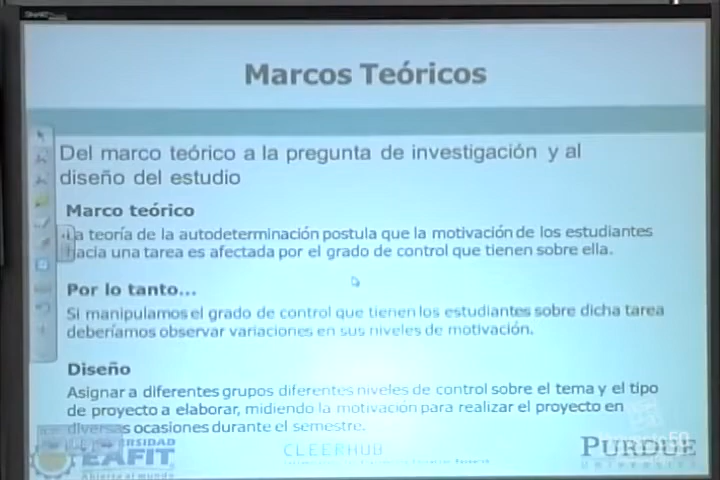 Marcos Teóricos
Del marco teórico a la pregunta de investigación y al
diseño del estudio
Marco teórico
La teoría de la autodeterminación postula que la motivación de los estudiantes
hacia una tarea es afectada por el grado de control que tienen sobre ella.
Por lo tanto...
Si manipulamos el grado de control que tienen los estudiantes sobre dicha tarea
deberíamos observar variaciones en sus niveles de motivación.
Diseño
Asignar a diferentes grupos diferentes niveles de control sobre el tema y el tipo
de proyecto a elaborar, midiendo la motivación para realizar el proyecto en
diversas ocasiones durante el semestre.
UNIVERSIDAD
EAFIT
Abierta al mundo
CLEERHUB
PURDUE
UNIVERSITY